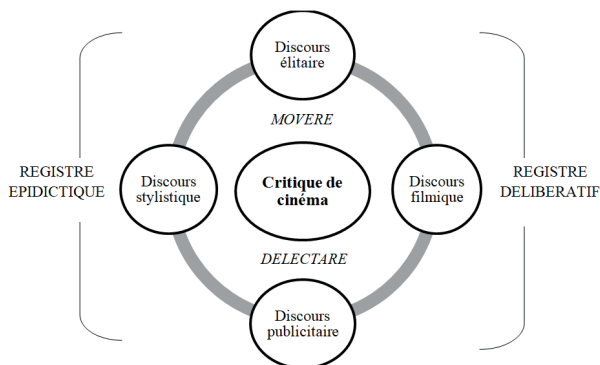 Discours
élitaire
MOVERE
REGISTRE
EPIDICTIQUE
Discours
stylistique
Critique de
cinéma
Discours
filmique
REGISTRE
DELIBERATIF
DELECTARE
Discours
publicitaire